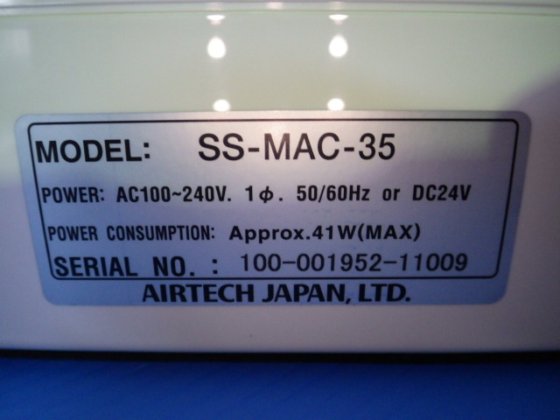 MODEL: SS-MAC-35
POWER: AC100~240V. 1φ. 50/60Hz or DC24V
POWER CONSUMPTION: Approx.41W(MAX)
SERIAL NO. : 100-001952-11009
AIRTECH JAPAN, LTD.